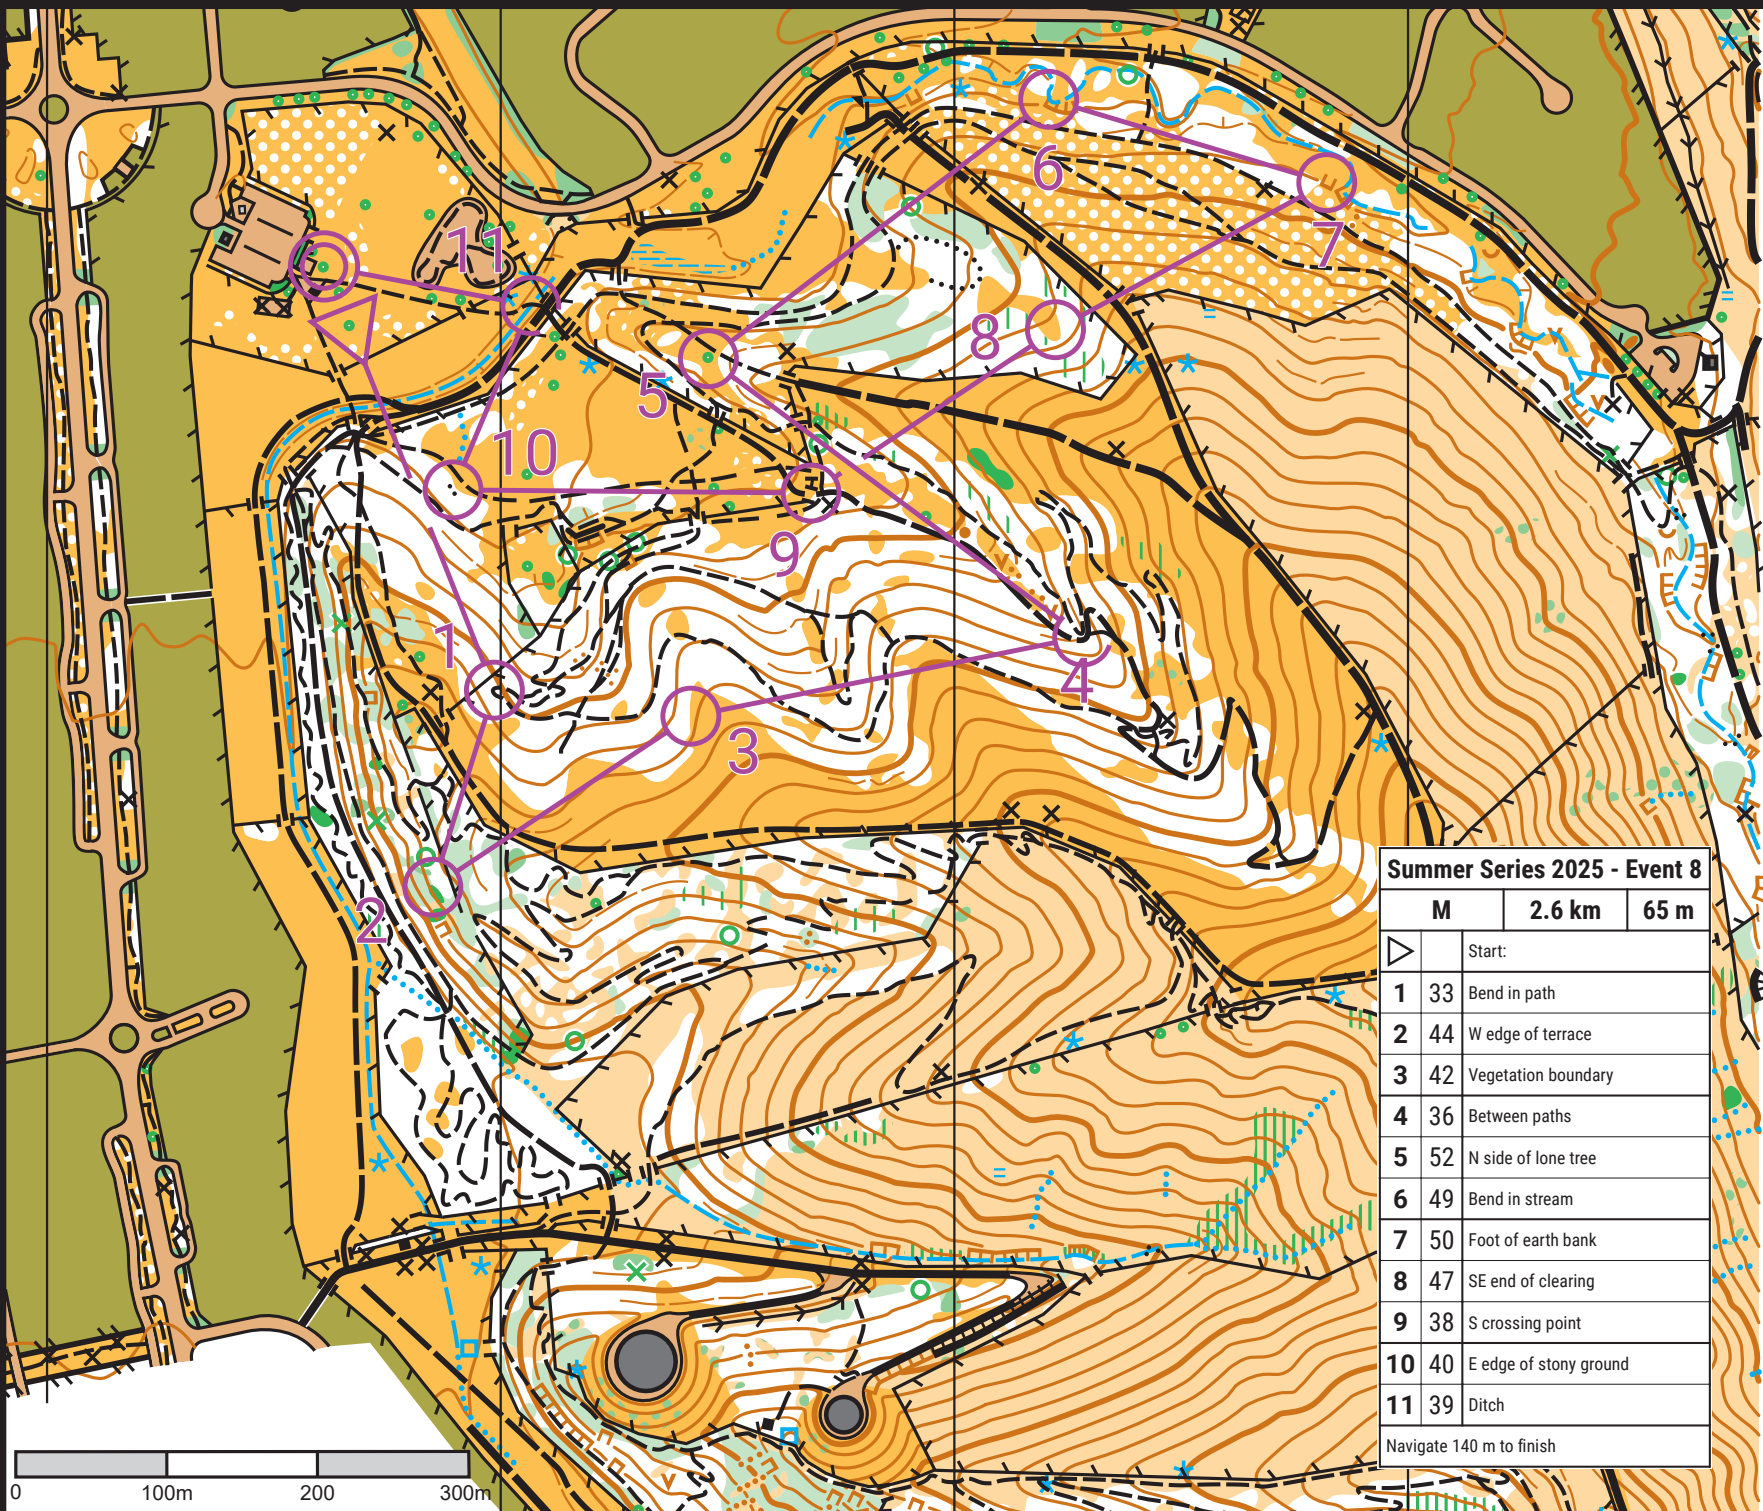 6
7
11
8
5
10
9
1
4
3
2
Summer Series 2025 - Event 8
M 2.6 km 65 m
Start:
1 33 Bend in path
2 44 W edge of terrace
3 42 Vegetation boundary
4 36 Between paths
5 52 N side of lone tree
6 49 Bend in stream
7 50 Foot of earth bank
8 47 SE end of clearing
9 38 S crossing point
10 40 E edge of stony ground
11 39 Ditch
Navigate 140 m to finish
0 100m 200 300m